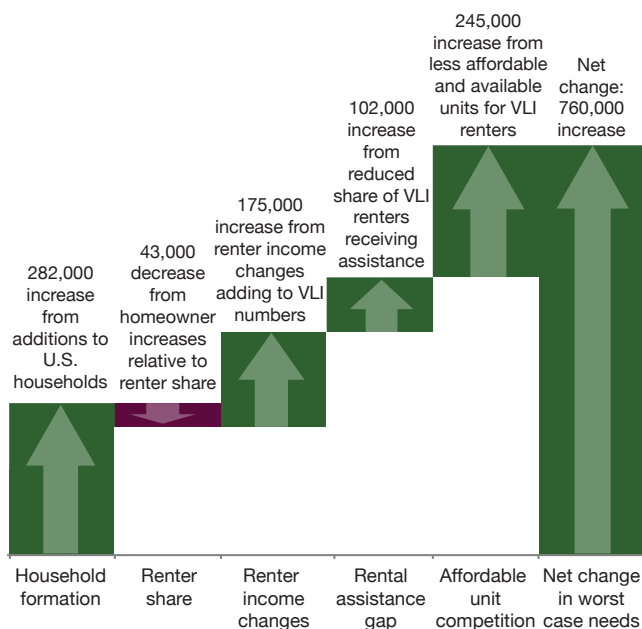 282,000
increase
from
additions to
U.S.
households
43,000
decrease
from
homeowner
increases
relative to
renter share
175,000
increase from
renter income
changes
adding to VLI
numbers
102,000
increase
from
reduced
share of VLI
renters
receiving
assistance
245,000
increase from
less affordable
and available
units for VLI
renters
Net
change:
760,000
increase
Household
formation
Renter
share
Renter
income
changes
Rental
assistance
gap
Affordable
unit
competition
Net change
in worst
case needs